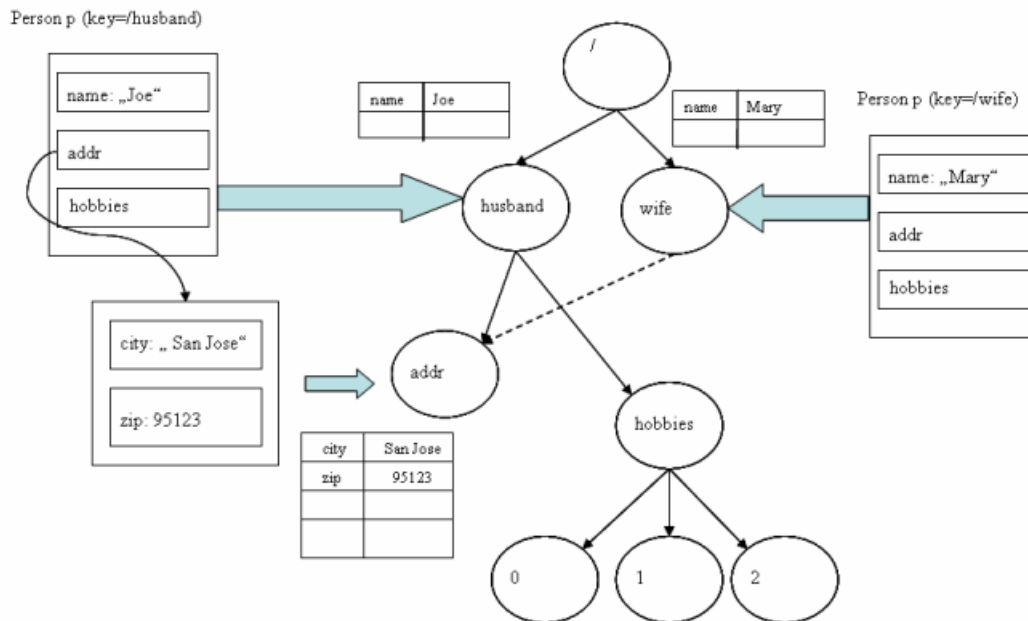 Person p (key=/husband)
name: „Joe“
addr
hobbies
city: „ San Jose“
zip: 95123
/
name Joe
name Mary
husband
wife
addr
hobbies
city San Jose
zip 95123
0
1
2
Person p (key=/wife)
name: „Mary“
addr
hobbies